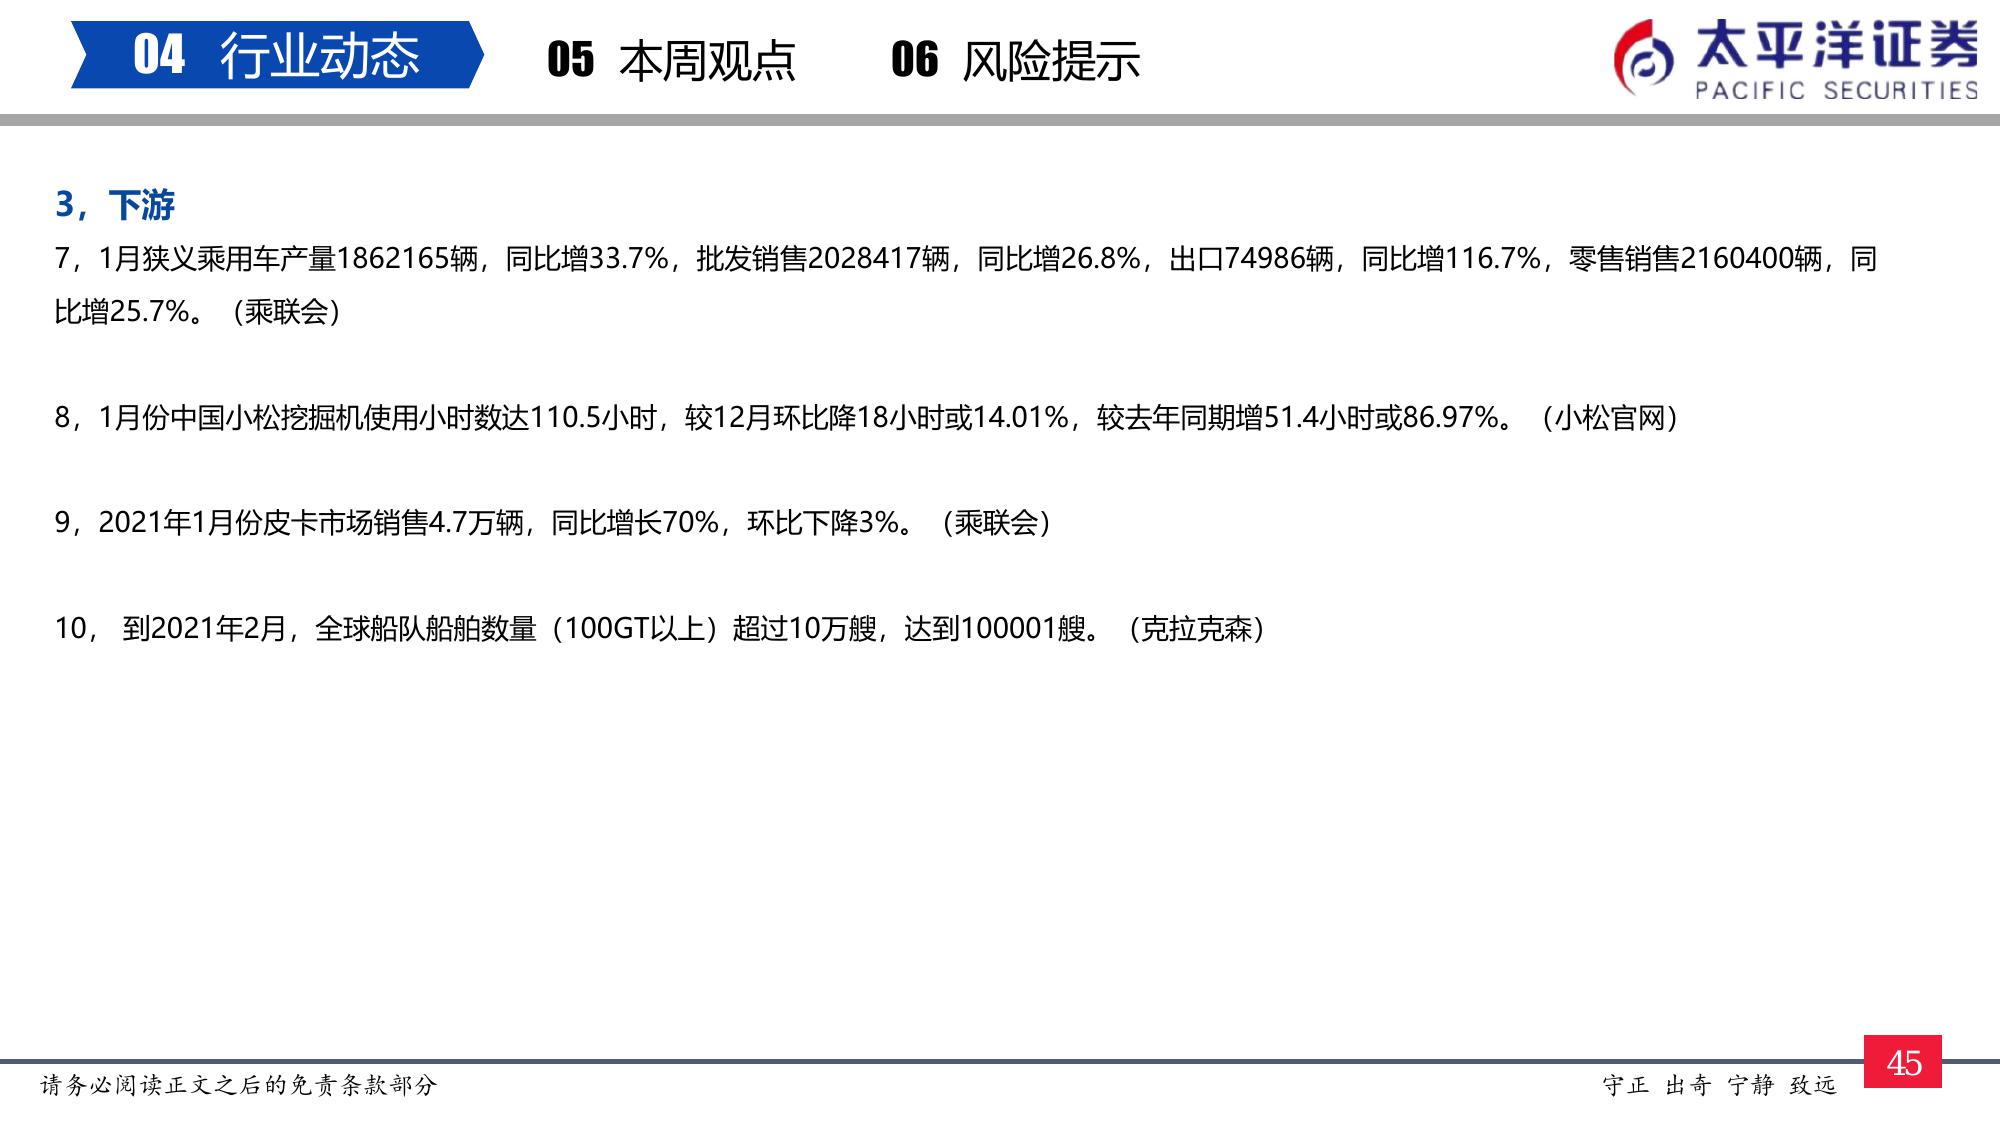 04 行业动态 05 本周观点 06 风险提示
太平洋证券
PACIFIC SECURITIES
3，下游
7，1月狭义乘用车产量1862165辆，同比增33.7%，批发销售2028417辆，同比增26.8%，出口74986辆，同比增116.7%，零售销售2160400辆，同
比增25.7%。（乘联会）
8，1月份中国小松挖掘机使用小时数达110.5小时，较12月环比降18小时或14.01%，较去年同期增51.4小时或86.97%。（小松官网）
9，2021年1月份皮卡市场销售4.7万辆，同比增长70%，环比下降3%。（乘联会）
10， 到2021年2月，全球船队船舶数量（100GT以上）超过10万艘，达到100001艘。（克拉克森）
请务必阅读正文之后的免责条款部分
守正 出奇 宁静 致远
45